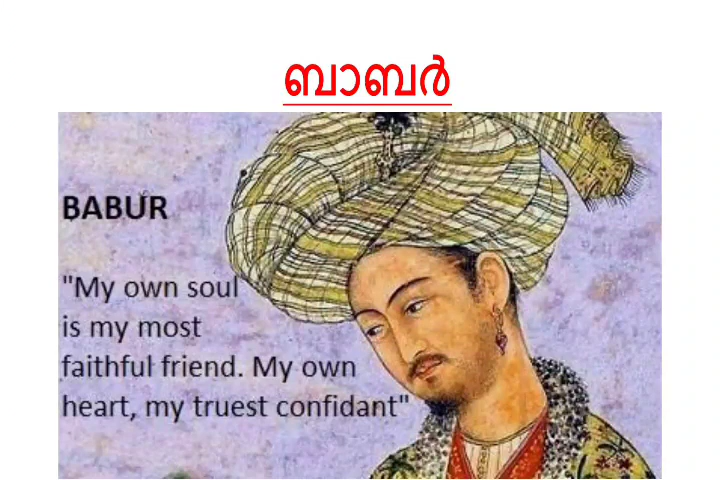 ബാബർ
BABUR
"My own soul
is my most
faithful friend. My own
heart, my truest confidant"